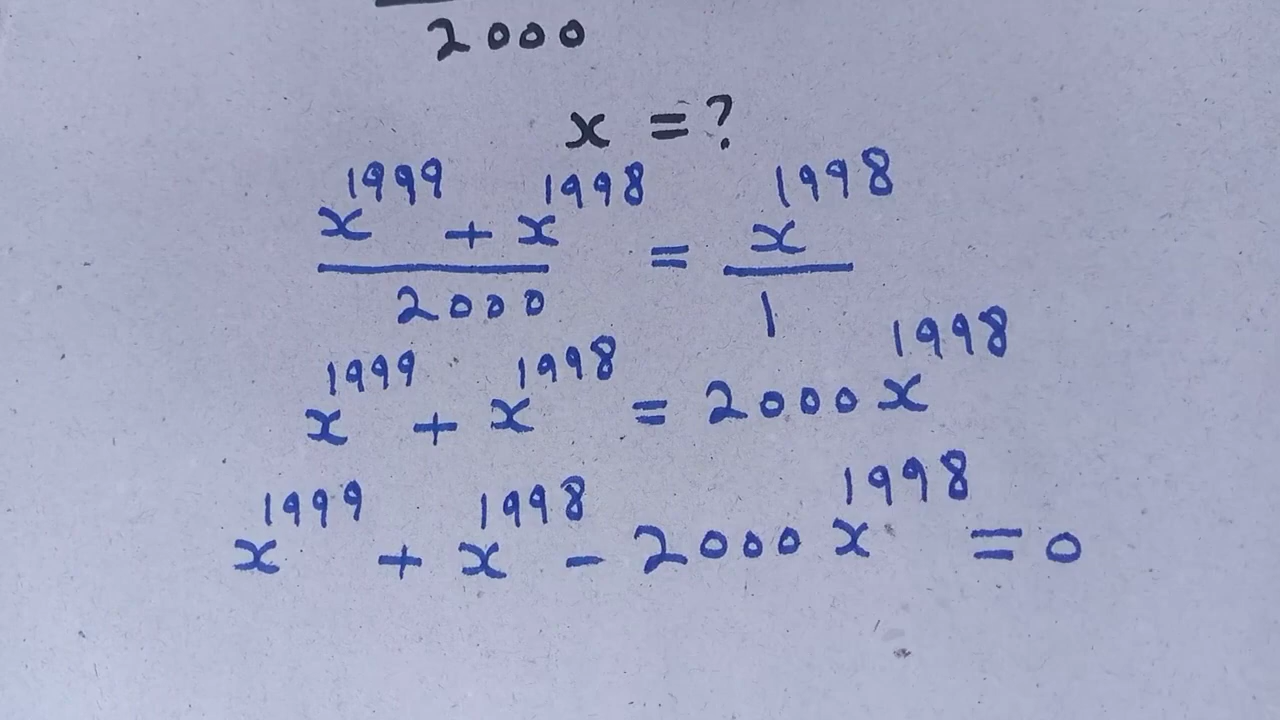 2000
x = ?
x^1999 + x^1998 / 2000 = x^1998 / 1
x^1999 + x^1998 = 2000x^1998
x^1999 + x^1998 - 2000x^1998 = 0